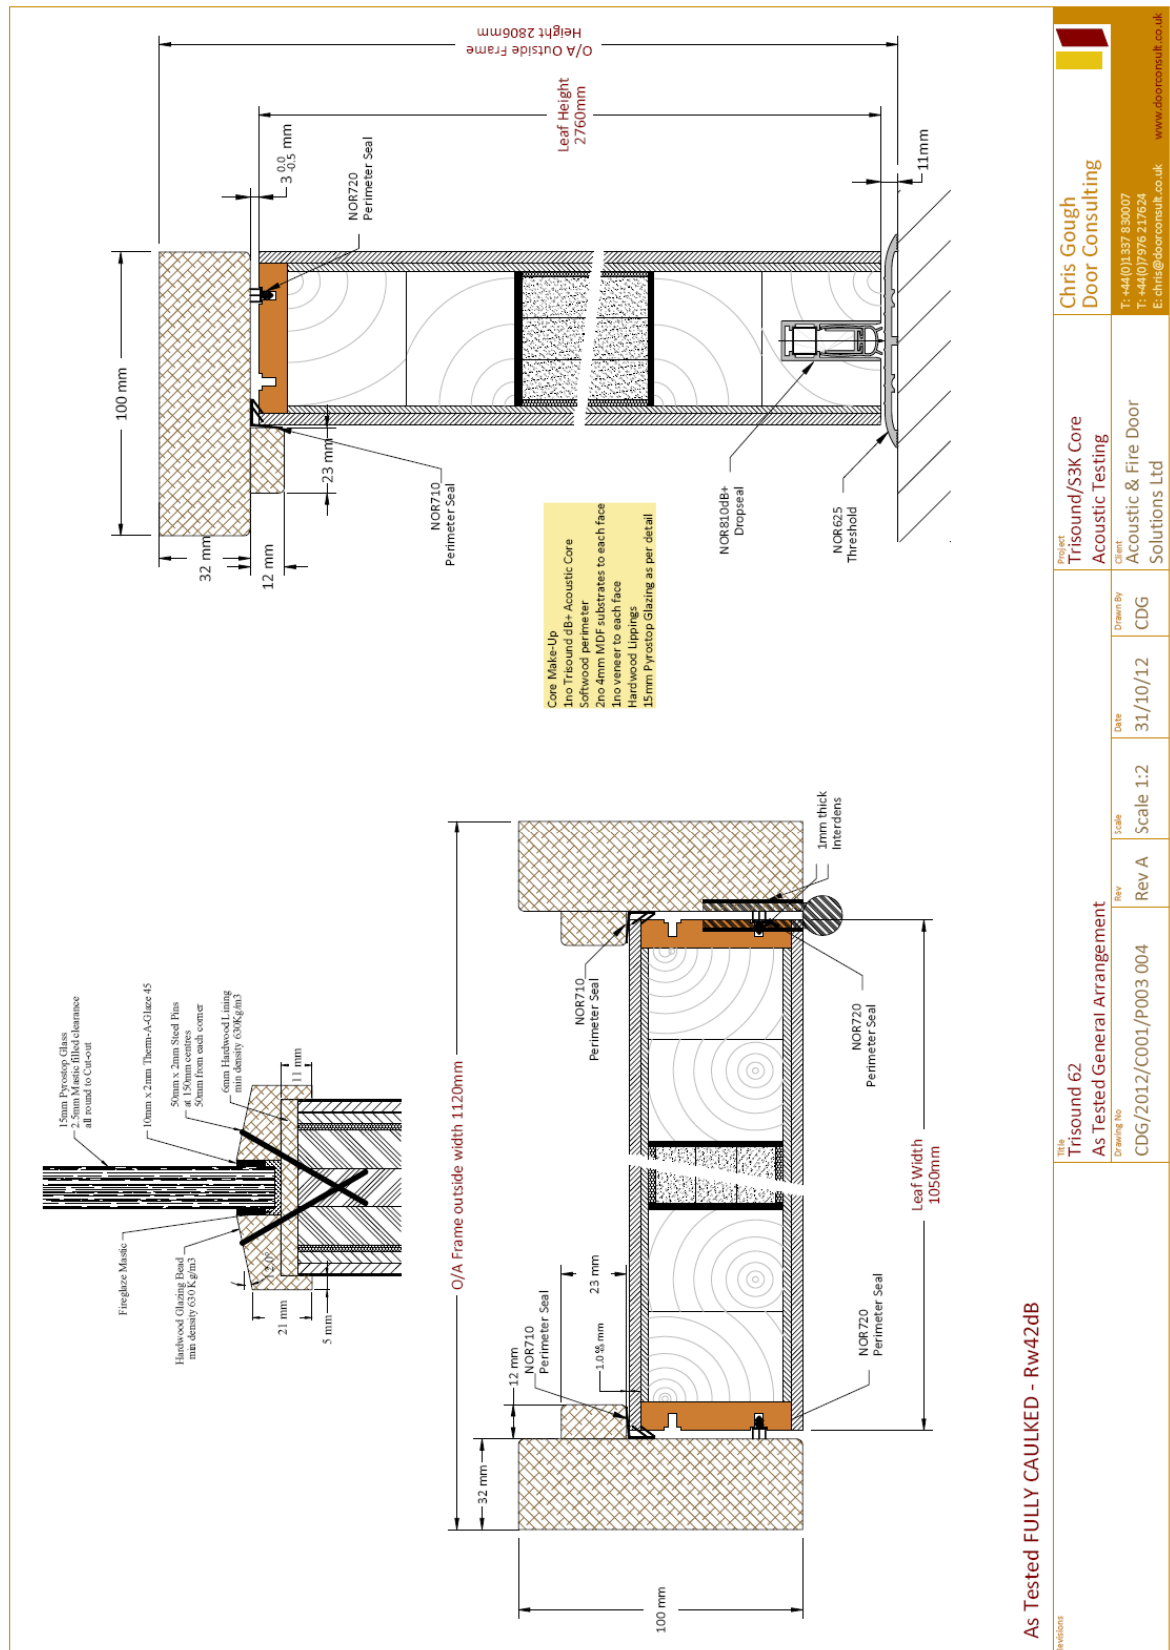 15mm Pyrostop Glass
2.5mm Mastic filled clearance
all round to Cut-out
10mm x 2mm Therm-A-Glaze 45
50mm x 2mm Steel Pins
at 150mm centres
50mm from each corner
6mm Hardwood Lining
min density 630Kg/m3
11 mm
Fireglaze Mastic
Hardwood Glazing Bead
min density 630 Kg/m3
21 mm
5 mm
100 mm
32 mm
12 mm
23 mm
3 0.0 -0.5 mm
NOR720
Perimeter Seal
Leaf Height
2760mm
O/A Outside Frame
Height 2806mm
NOR710
Perimeter Seal
NOR810dB+
Dropseal
NOR625
Threshold
11mm
Core Make-Up
1no Trisound dB+ Acoustic Core
Softwood perimeter
2no 4mm MDF substrates to each face
1no veneer to each face
Hardwood Lippings
15mm Pyrostop Glazing as per detail
O/A Frame outside width 1120mm
32 mm
12 mm
NOR710
Perimeter Seal
23 mm
NOR710
Perimeter Seal
1mm thick
Interdens
100 mm
NOR720
Perimeter Seal
NOR720
Perimeter Seal
Leaf Width
1050mm
As Tested FULLY CAULKED - Rw42dB
evisions
Title
Trisound 62
As Tested General Arrangement
Drawing No
CDG/2012/C001/P003 004
Rev
Rev A
Scale
Scale 1:2
Date
31/10/12
Drawn By
CDG
Project
Trisound/S3K Core
Acoustic Testing
Client
Acoustic & Fire Door
Solutions Ltd
Chris Gough
Door Consulting
T: +44(0)1337 830007
T: +44(0)7976 217624
E: chris@doorconsult.co.uk www.doorconsult.co.uk